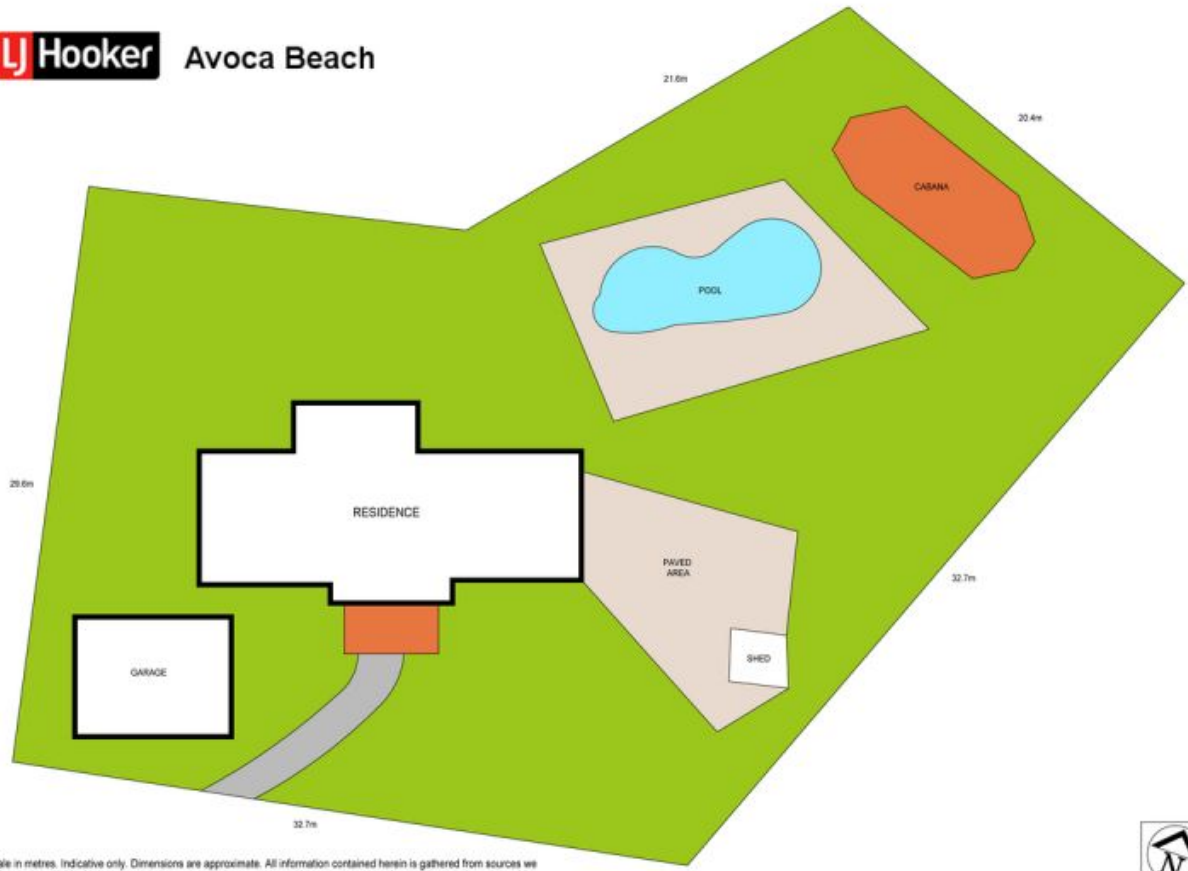 LJ Hooker
Avoca Beach
21.6m
20.4m
CABANA
POOL
29.6m
RESIDENCE
PAVED
AREA
32.7m
SHED
GARAGE
32.7m
in metres. Indicative only. Dimensions are approximate. All information contained herein is gathered from sources we
N